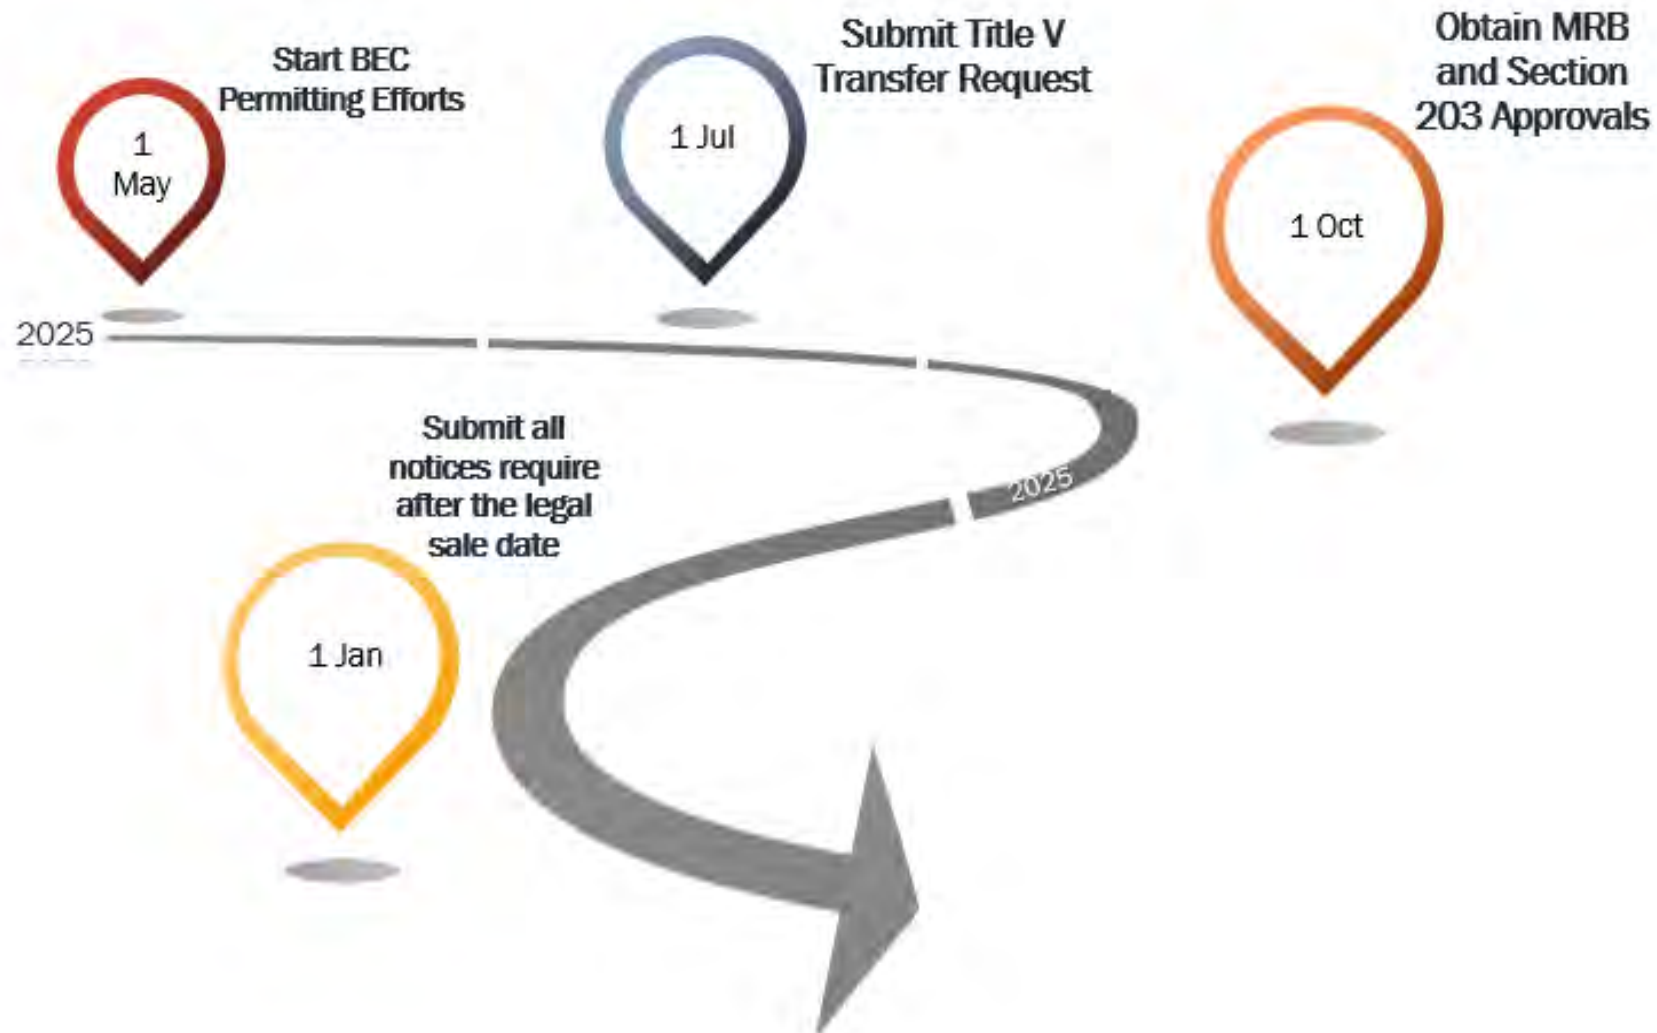 Start BEC
Permitting Efforts
1
May
Submit Title V
Transfer Request
1 Jul
Obtain MRB
and Section
203 Approvals
1 Oct
2025
2025
Submit all
notices require
after the legal
sale date
1 Jan